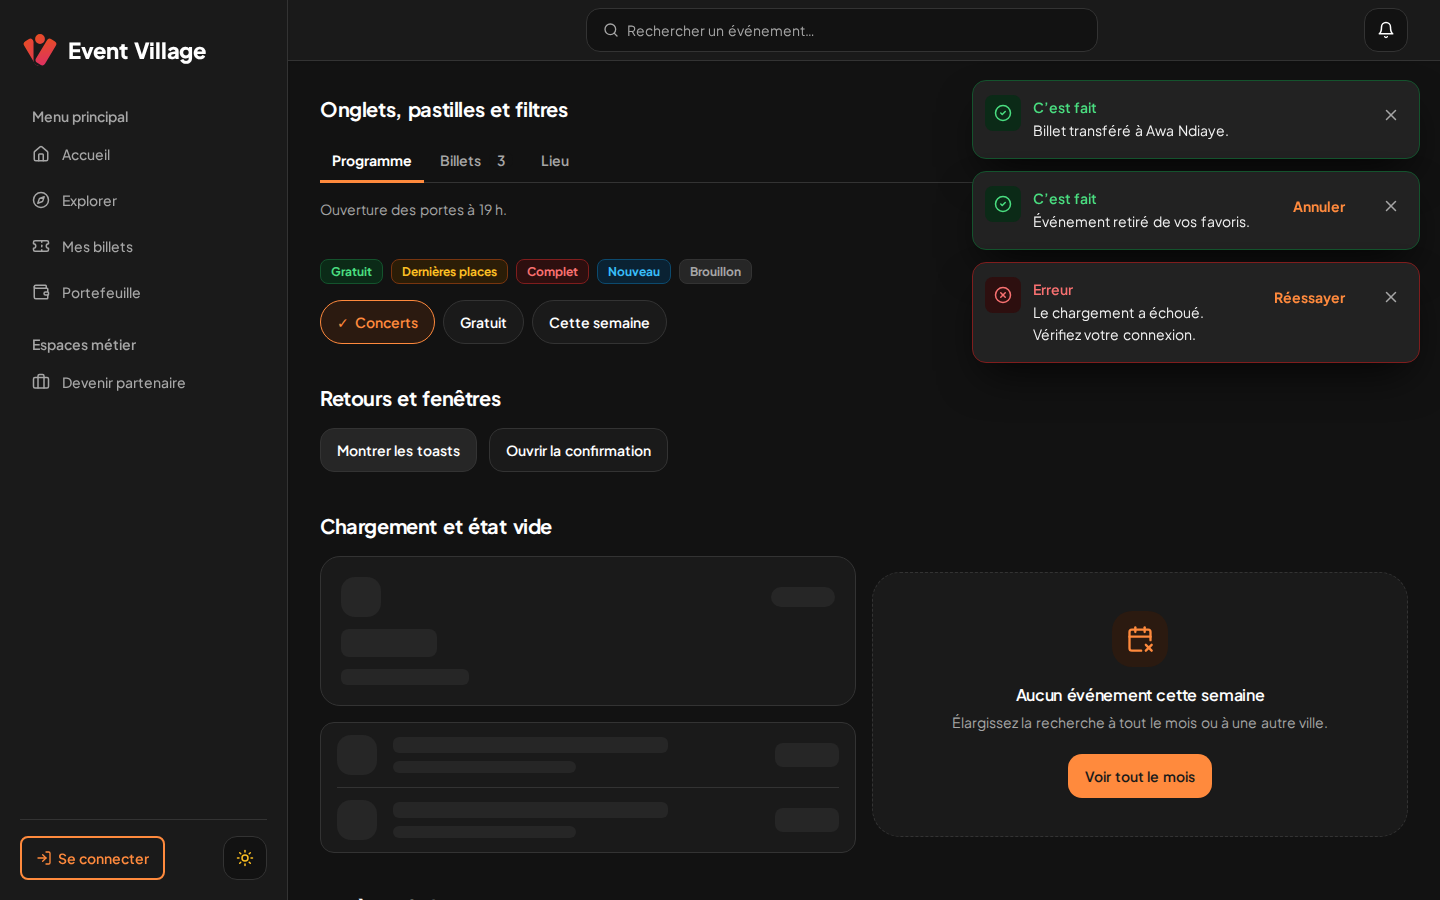 Event Village
Rechercher un événement...
Menu principal
Accueil
Explorer
Mes billets
Portefeuille
Espaces métier
Devenir partenaire
Se connecter
Onglets, pastilles et filtres
Programme
Billets 3
Lieu
Ouverture des portes à 19 h.
Gratuit
Dernières places
Complet
Nouveau
Brouillon
✓ Concerts
Gratuit
Cette semaine
C'est fait
Billet transféré à Awa Ndiaye.
C'est fait
Événement retiré de vos favoris.
Annuler
Erreur
Le chargement a échoué.
Vérifiez votre connexion.
Réessayer
Retours et fenêtres
Montrer les toasts
Ouvrir la confirmation
Chargement et état vide
Aucun événement cette semaine
Élargissez la recherche à tout le mois ou à une autre ville.
Voir tout le mois